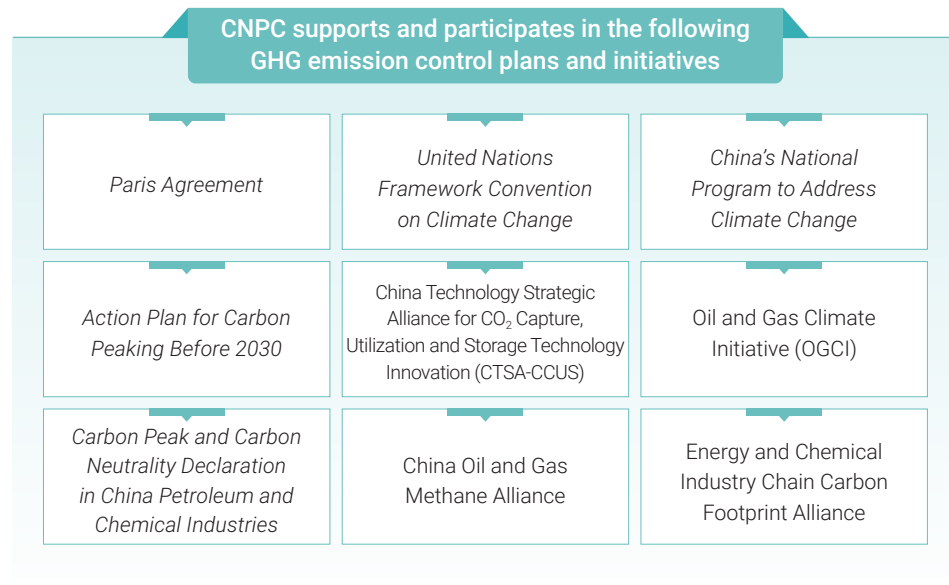 CNPC supports and participates in the following
GHG emission control plans and initiatives
Paris Agreement
United Nations
Framework Convention
on Climate Change
China's National
Program to Address
Climate Change
Action Plan for Carbon
Peaking Before 2030
China Technology Strategic
Alliance for CO₂ Capture,
Utilization and Storage Technology
Innovation (CTSA-CCUS)
Oil and Gas Climate
Initiative (OGCI)
Carbon Peak and Carbon
Neutrality Declaration
in China Petroleum and
Chemical Industries
China Oil and Gas
Methane Alliance
Energy and Chemical
Industry Chain Carbon
Footprint Alliance